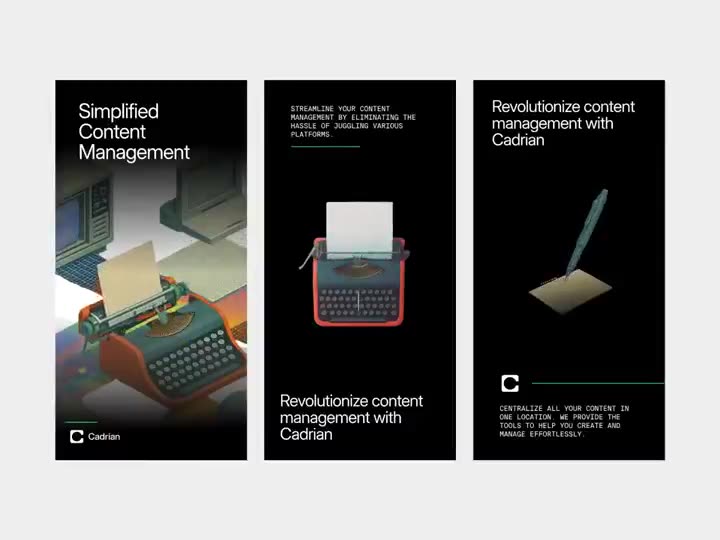 Simplified
Content
Management
Cadrian
STREAMLINE YOUR CONTENT
MANAGEMENT BY ELIMINATING THE
HASSLE OF JUGGLING VARIOUS
PLATFORMS.
Revolutionize content
management with
Cadrian
Revolutionize content
management with
Cadrian
CENTRALIZE ALL YOUR CONTENT IN
ONE LOCATION. WE PROVIDE THE
TOOLS TO HELP YOU CREATE AND
MANAGE EFFORTLESSLY.